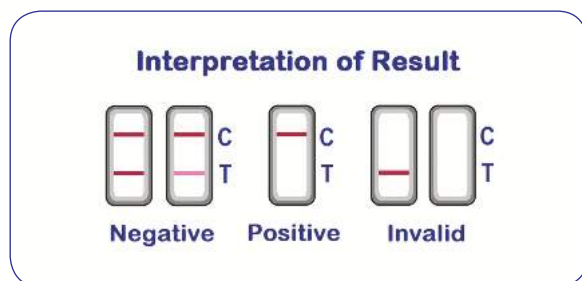 Interpretation of Result
C C C
T T T
Negative Positive Invalid